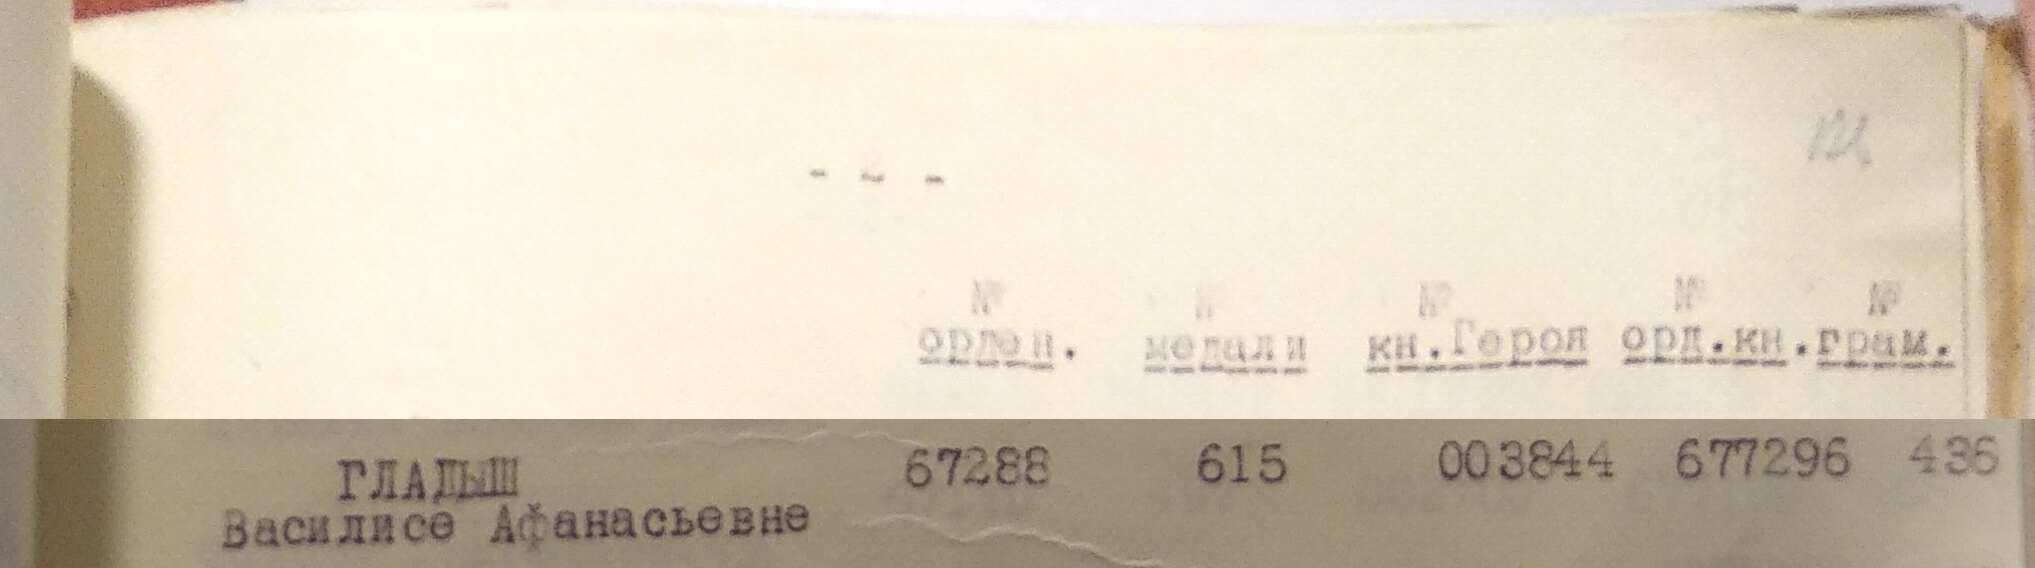 - 2 -
№ № № № №
орден. медали кн.Героя орд.кн. грам.
ГЛАДЫШ 67288 615 003844 677296 436
Василисе Афанасьевне